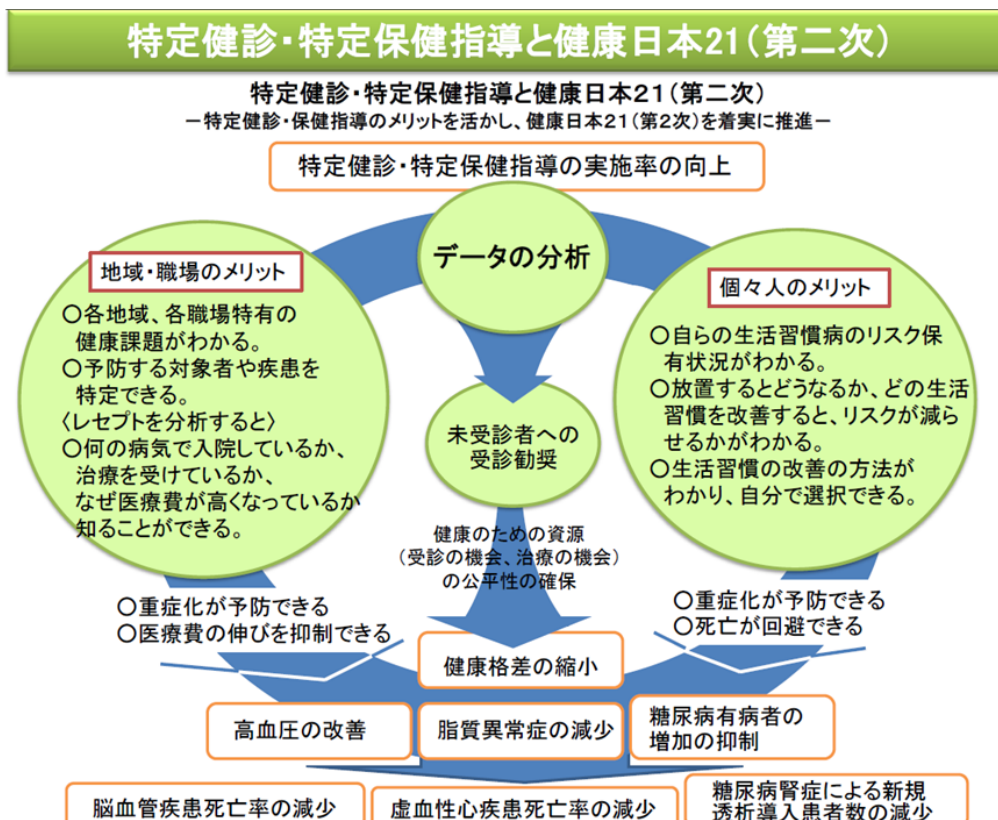 特定健診・特定保健指導と健康日本21(第二次)
特定健診・特定保健指導と健康日本21(第二次)
－特定健診・保健指導のメリットを活かし、健康日本21(第2次)を着実に推進－
特定健診・特定保健指導の実施率の向上
データの分析
地域・職場のメリット
○各地域、各職場特有の
健康課題がわかる。
○予防する対象者や疾患を
特定できる。
〈レセプトを分析すると〉
○何の病気で入院しているか、
治療を受けているか、
なぜ医療費が高くなっているか
知ることができる。
個々人のメリット
○自らの生活習慣病のリスク保
有状況がわかる。
○放置するとどうなるか、どの生活
習慣を改善すると、リスクが減ら
せるかがわかる。
○生活習慣の改善の方法が
わかり、自分で選択できる。
未受診者への
受診勧奨
健康のための資源
(受診の機会、治療の機会)
の公平性の確保
○重症化が予防できる
○医療費の伸びを抑制できる
○重症化が予防できる
○死亡が回避できる
健康格差の縮小
高血圧の改善
脂質異常症の減少
糖尿病有病者の
増加の抑制
脳血管疾患死亡率の減少
虚血性心疾患死亡率の減少
糖尿病腎症による新規
透析導入患者数の減少